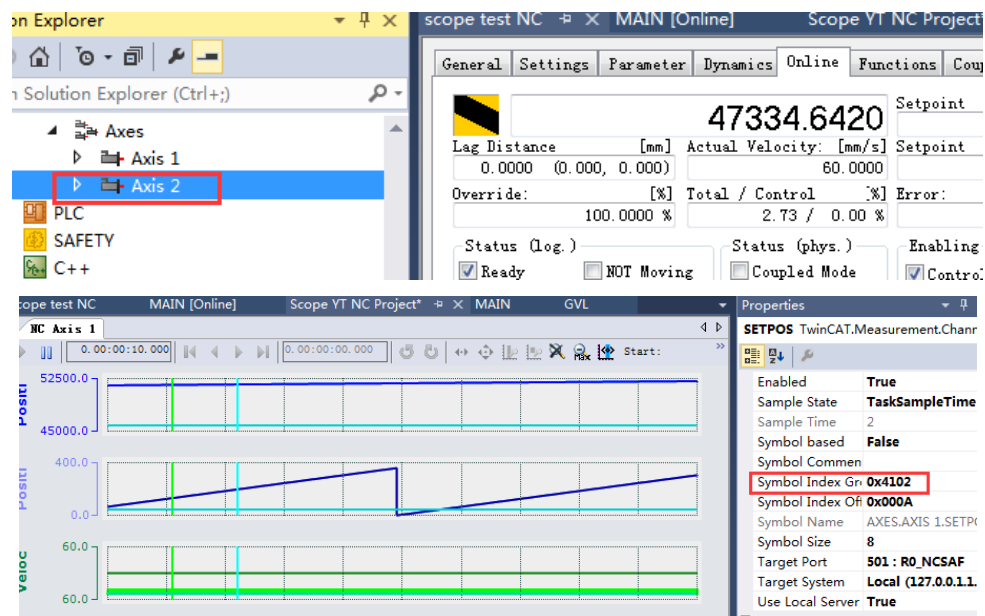 on Explorer
n Solution Explorer (Ctrl+;)
Axes
Axis 1
Axis 2
PLC
SAFETY
C++
scope test NC MAIN [Online] Scope YT NC Project*
General Settings Parameter Dynamics Online Functions Coup
47334.6420 Setpoint
Lag Distance [mm] Actual Velocity: [mm/s] Setpoint
0.0000 (0.000, 0.000) 60.0000
Override: [%] Total / Control [%] Error:
100.0000 % 2.73 / 0.00 %
Status (log.) Status (phys.) Enabling
Ready NOT Moving Coupled Mode Control
scope test NC MAIN [Online] Scope YT NC Project* MAIN GVL
NC Axis 1
0.00:00:10.000 0.00:00:00.000 Start:
52500.0
Positi
45000.0
400.0
Positi
0.0
60.0
Veloc
60.0
Properties
SETPOS TwinCAT.Measurement.Chann
Enabled True
Sample State TaskSampleTime
Sample Time 2
Symbol based False
Symbol Commen
Symbol Index Gr 0x4102
Symbol Index Off 0x000A
Symbol Name AXES.AXIS 1.SETP
Symbol Size 8
Target Port 501 : R0_NCSAF
Target System Local (127.0.0.1.1.
Use Local Server True